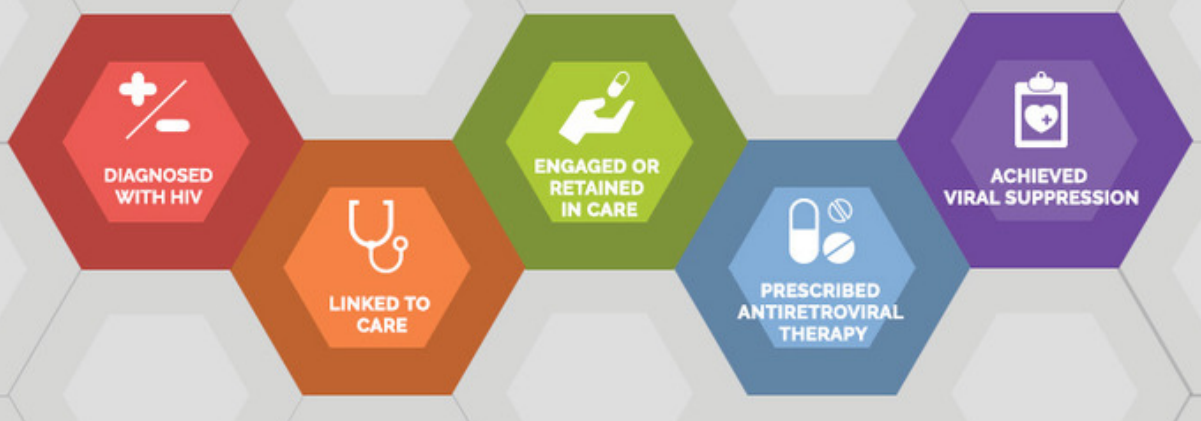 DIAGNOSED
WITH HIV
LINKED TO
CARE
ENGAGED OR
RETAINED
IN CARE
PRESCRIBED
ANTIRETROVIRAL
THERAPY
ACHIEVED
VIRAL SUPPRESSION